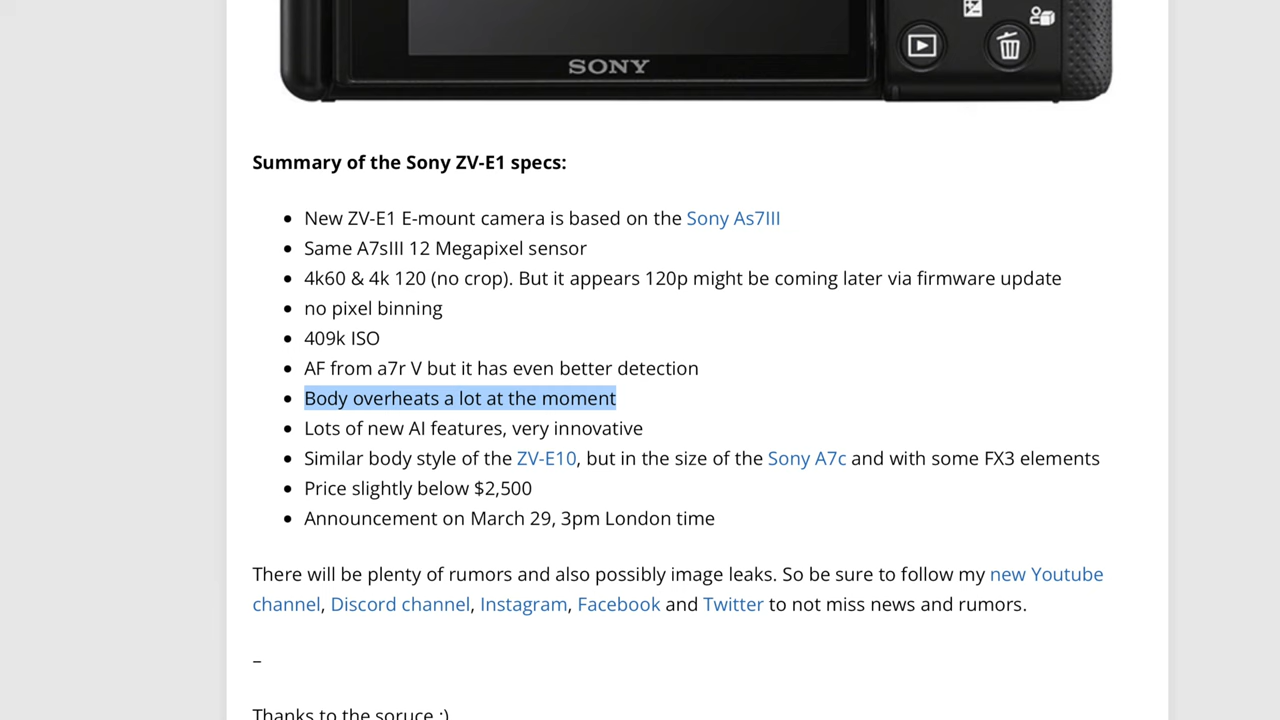 SONY
Summary of the Sony ZV-E1 specs:
New ZV-E1 E-mount camera is based on the Sony As7III
Same A7sIII 12 Megapixel sensor
4k60 & 4k 120 (no crop). But it appears 120p might be coming later via firmware update
no pixel binning
409k ISO
AF from a7r V but it has even better detection
Body overheats a lot at the moment
Lots of new AI features, very innovative
Similar body style of the ZV-E10, but in the size of the Sony A7c and with some FX3 elements
Price slightly below $2,500
Announcement on March 29, 3pm London time
There will be plenty of rumors and also possibly image leaks. So be sure to follow my new Youtube
channel, Discord channel, Instagram, Facebook and Twitter to not miss news and rumors.
–
Thanks to the soruce :)